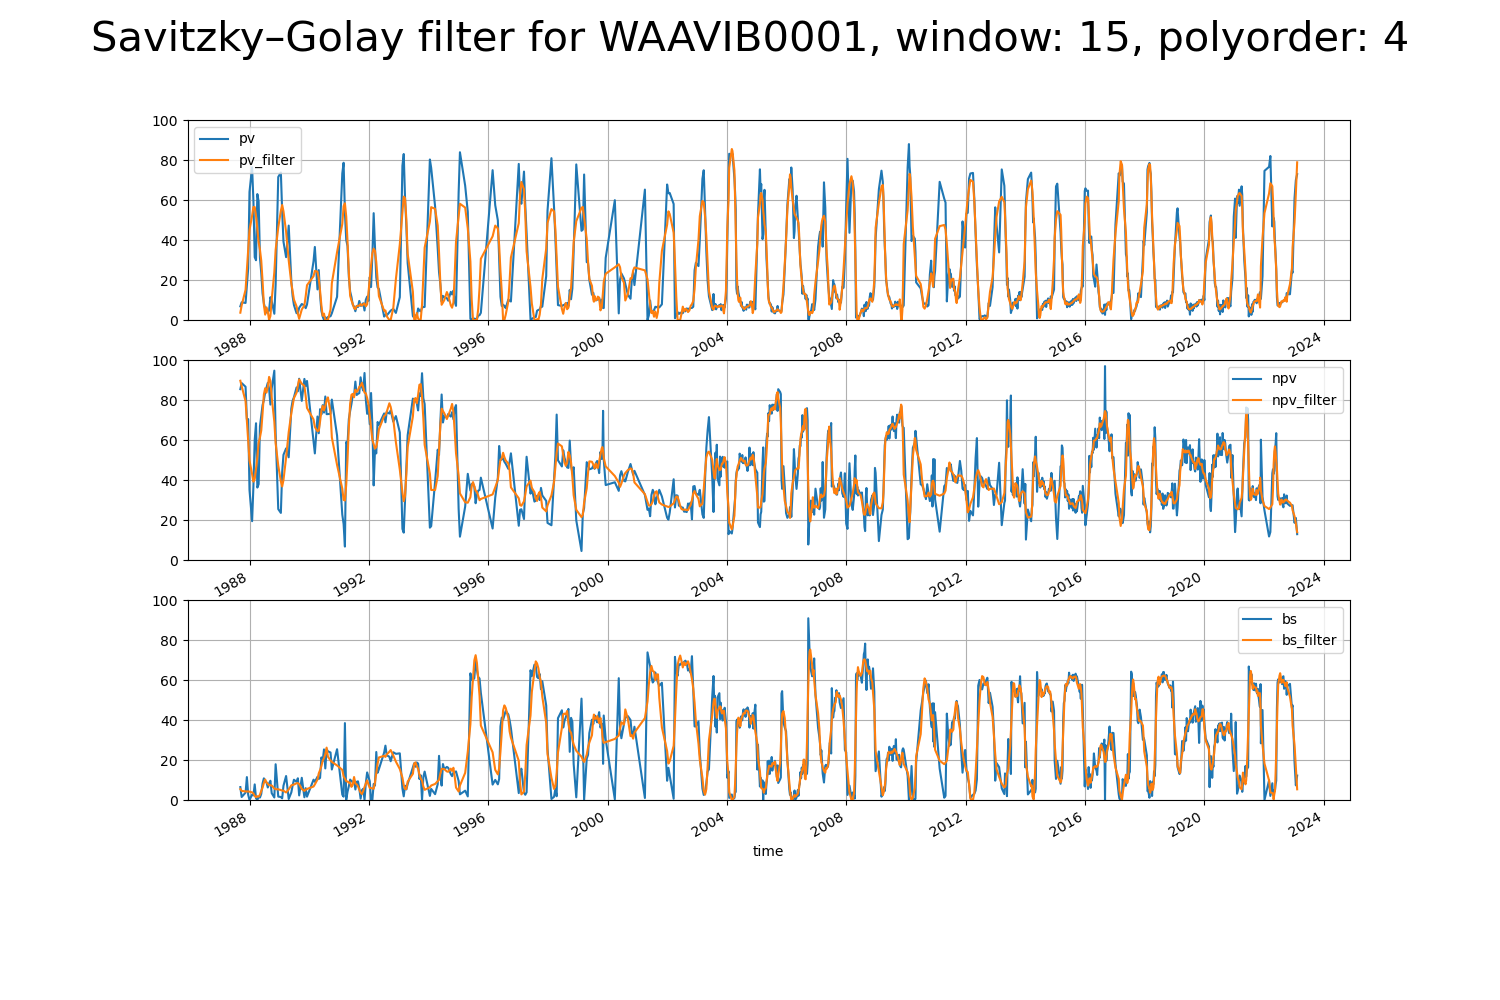 Savitzky–Golay filter for WAAVIB0001, window: 15, polyorder: 4
100
80
60
40
20
0
pv
pv_filter
1988 1992 1996 2000 2004 2008 2012 2016 2020 2024
100
80
60
40
20
0
npv
npv_filter
1988 1992 1996 2000 2004 2008 2012 2016 2020 2024
100
80
60
40
20
0
bs
bs_filter
1988 1992 1996 2000 2004 2008 2012 2016 2020 2024
time